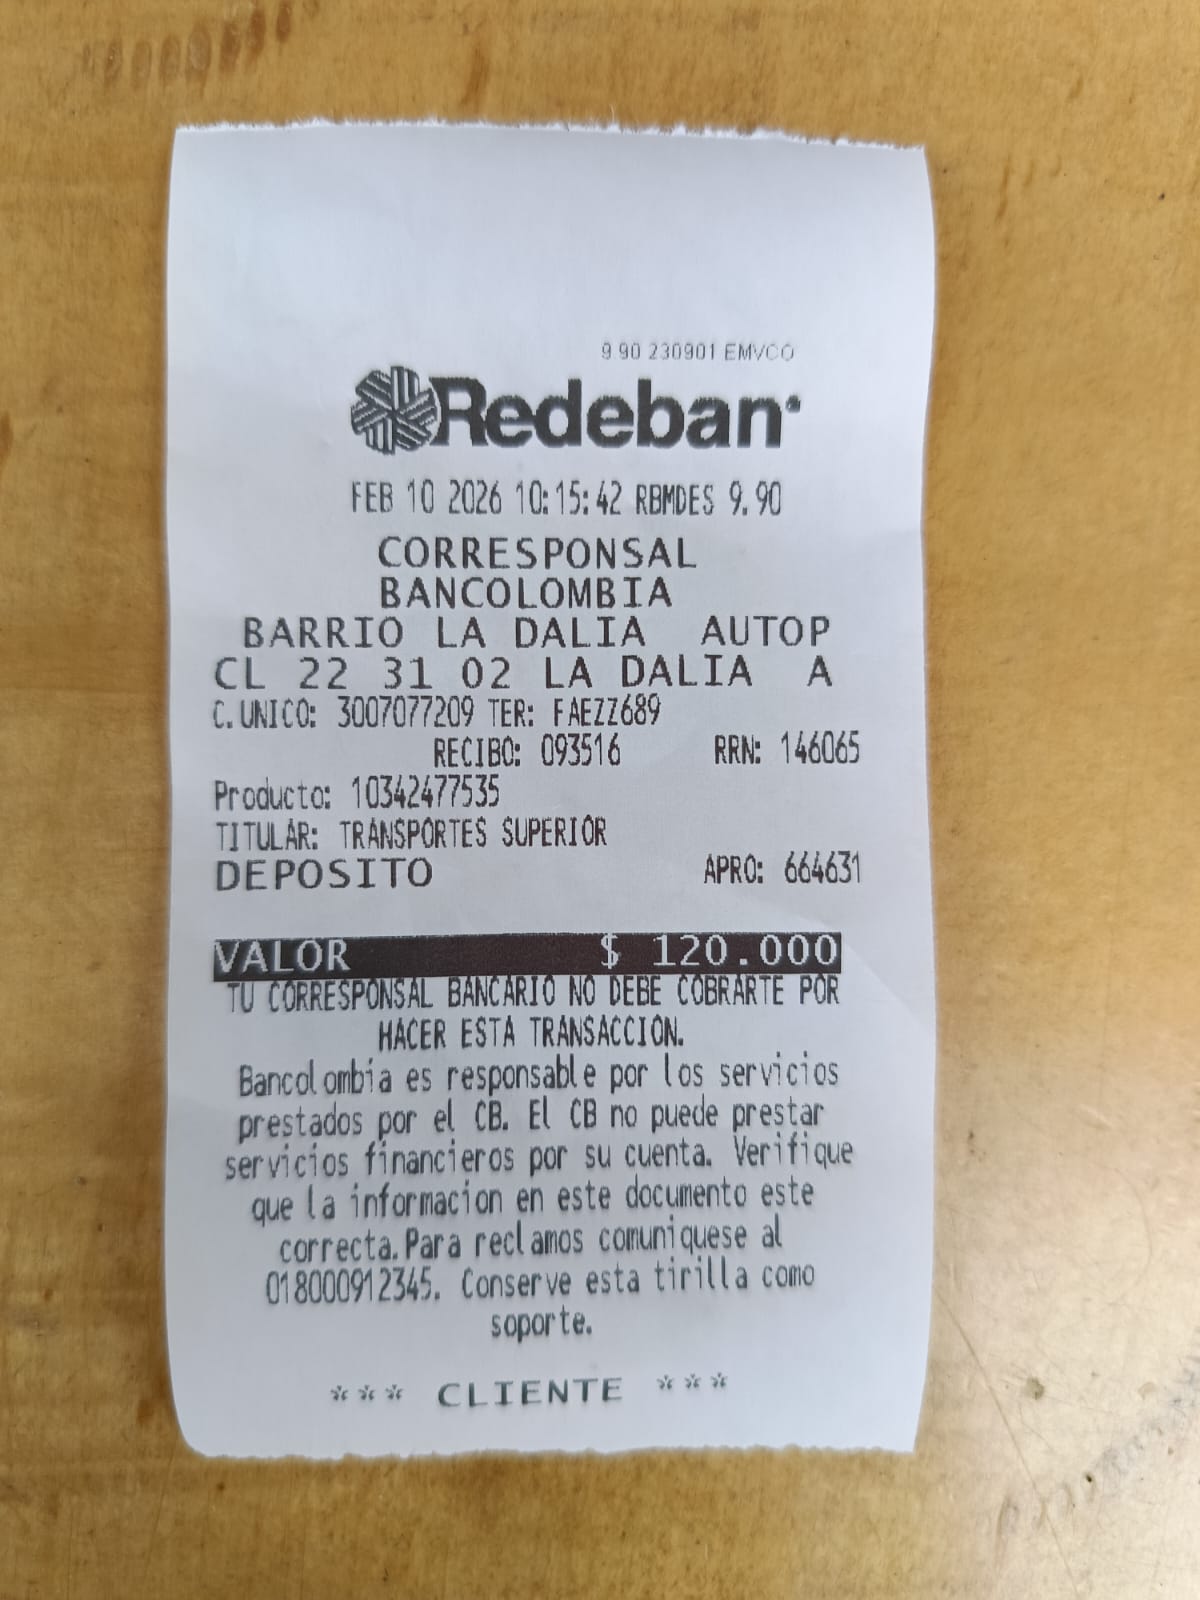 9 90 230901 EMVCO
Redeban
FEB 10 2026 10:15:42 RBMDES 9.90
CORRESPONSAL
BANCOLOMBIA
BARRIO LA DALIA AUTOP
CL 22 31 02 LA DALIA A
C.UNICO: 3007077209 TER: FAEZZ689
RECIBO: 093516 RRN: 146065
Producto: 10342477535
TITULAR: TRANSPORTES SUPERIOR
DEPOSITO APRO: 664631
VALOR $ 120.000
TU CORRESPONSAL BANCARIO NO DEBE COBRARTE POR
HACER ESTA TRANSACCION.
Bancolombia es responsable por los servicios
prestados por el CB. El CB no puede prestar
servicios financieros por su cuenta. Verifique
que la informacion en este documento este
correcta.Para reclamos comuniquese al
018000912345. Conserve esta tirilla como
soporte.
*** CLIENTE ***